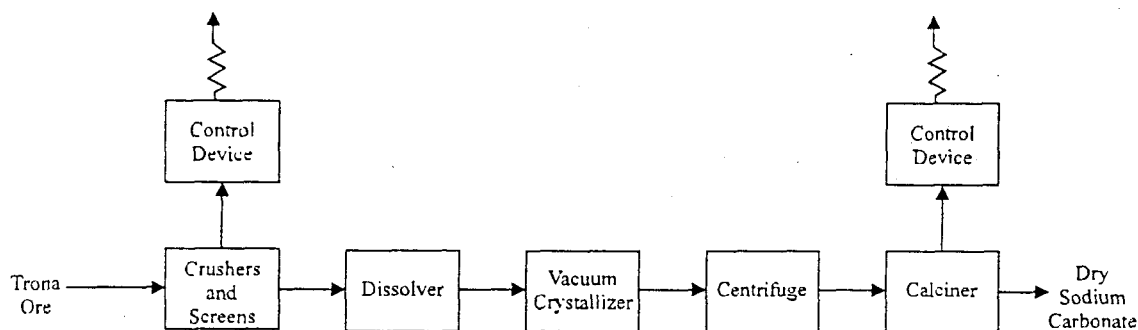 Control
Device
Control
Device
Trona
Ore
Crushers
and
Screens
Dissolver
Vacuum
Crystallizer
Centrifuge
Calciner
Dry
Sodium
Carbonate